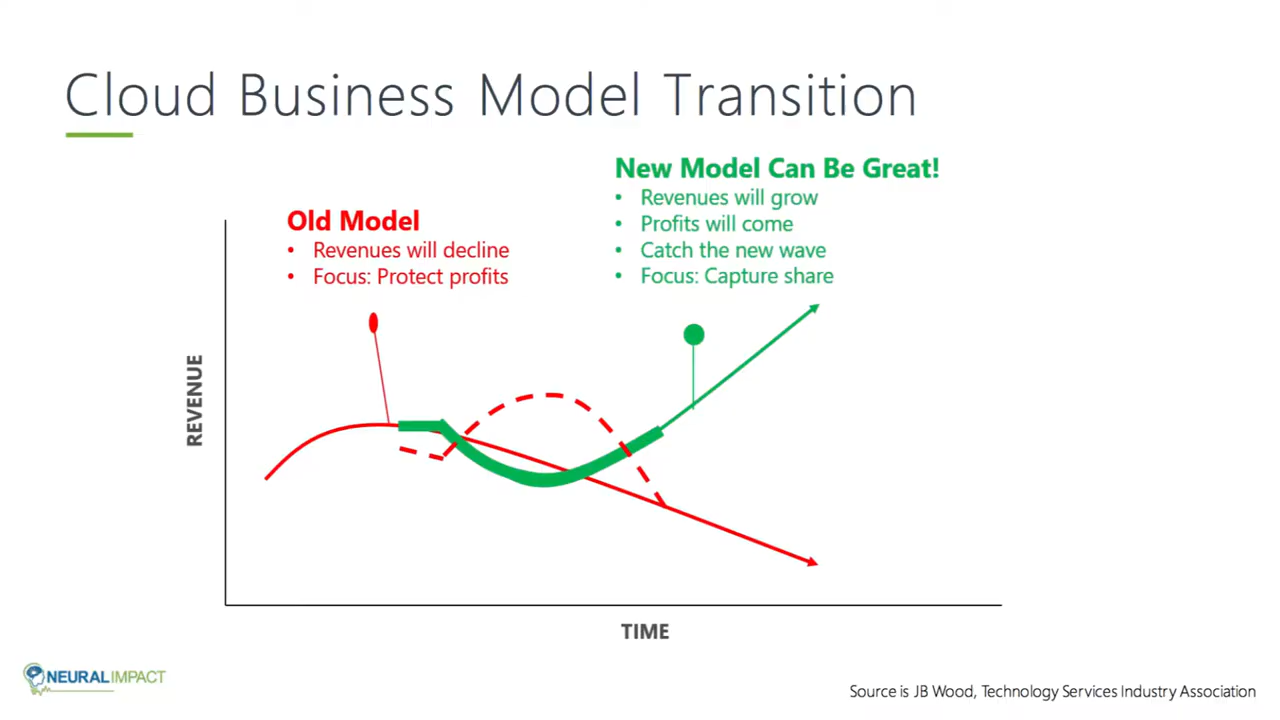 Cloud Business Model Transition
New Model Can Be Great!
• Revenues will grow
• Profits will come
• Catch the new wave
• Focus: Capture share
Old Model
• Revenues will decline
• Focus: Protect profits
REVENUE
TIME
NEURAL IMPACT
Source is JB Wood, Technology Services Industry Association